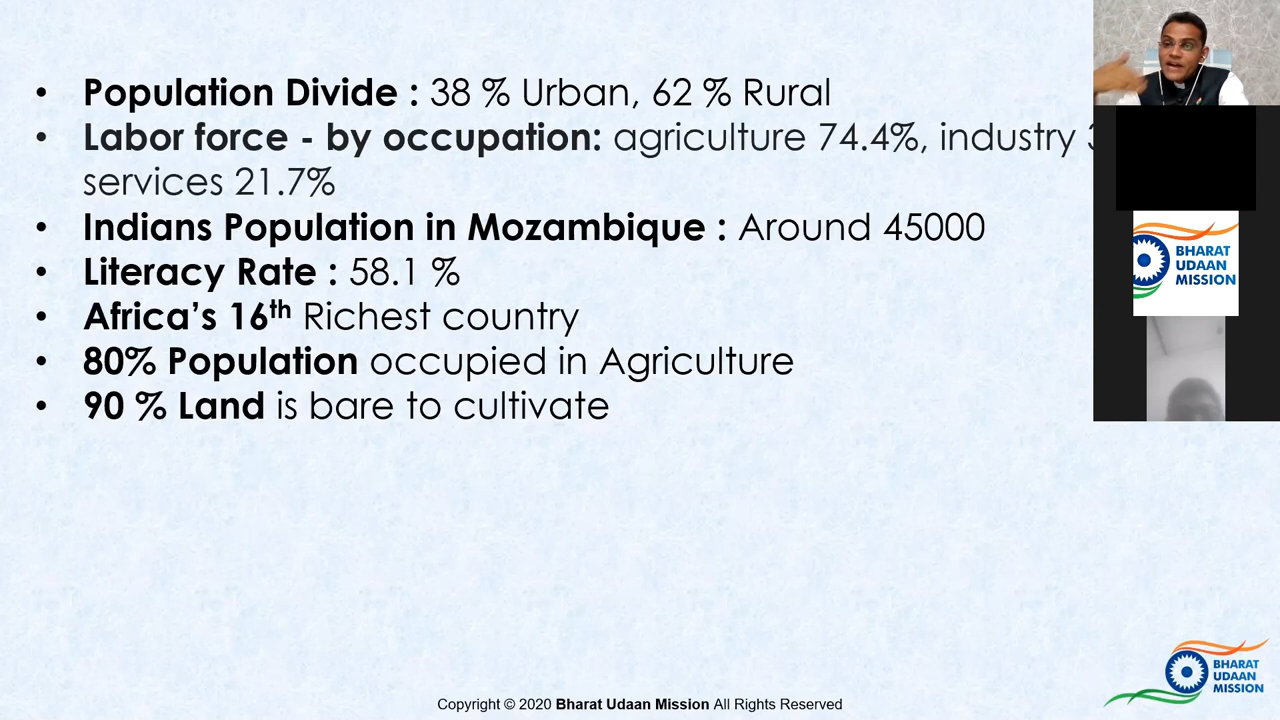 • Population Divide : 38 % Urban, 62 % Rural
• Labor force - by occupation: agriculture 74.4%, industry
services 21.7%
• Indians Population in Mozambique : Around 45000
• Literacy Rate : 58.1 %
• Africa's 16th Richest country
• 80% Population occupied in Agriculture
• 90 % Land is bare to cultivate
BHARAT
UDAAN
MISSION
BHARAT
UDAAN
MISSION
Copyright © 2020 Bharat Udaan Mission All Rights Reserved